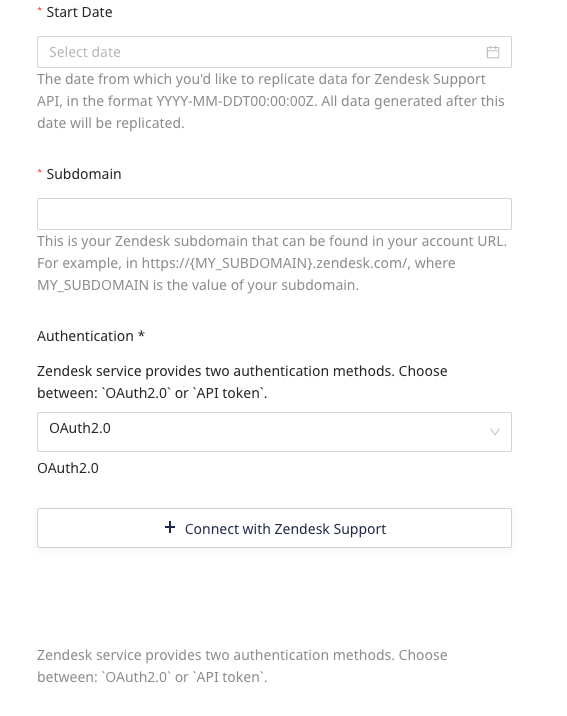 * Start Date
Select date
The date from which you'd like to replicate data for Zendesk Support
API, in the format YYYY-MM-DDT00:00:00Z. All data generated after this
date will be replicated.
* Subdomain
This is your Zendesk subdomain that can be found in your account URL.
For example, in https://{MY_SUBDOMAIN}.zendesk.com/, where
MY_SUBDOMAIN is the value of your subdomain.
Authentication *
Zendesk service provides two authentication methods. Choose
between: `OAuth2.0` or `API token`.
OAuth2.0
OAuth2.0
+ Connect with Zendesk Support
Zendesk service provides two authentication methods. Choose
between: `OAuth2.0` or `API token`.